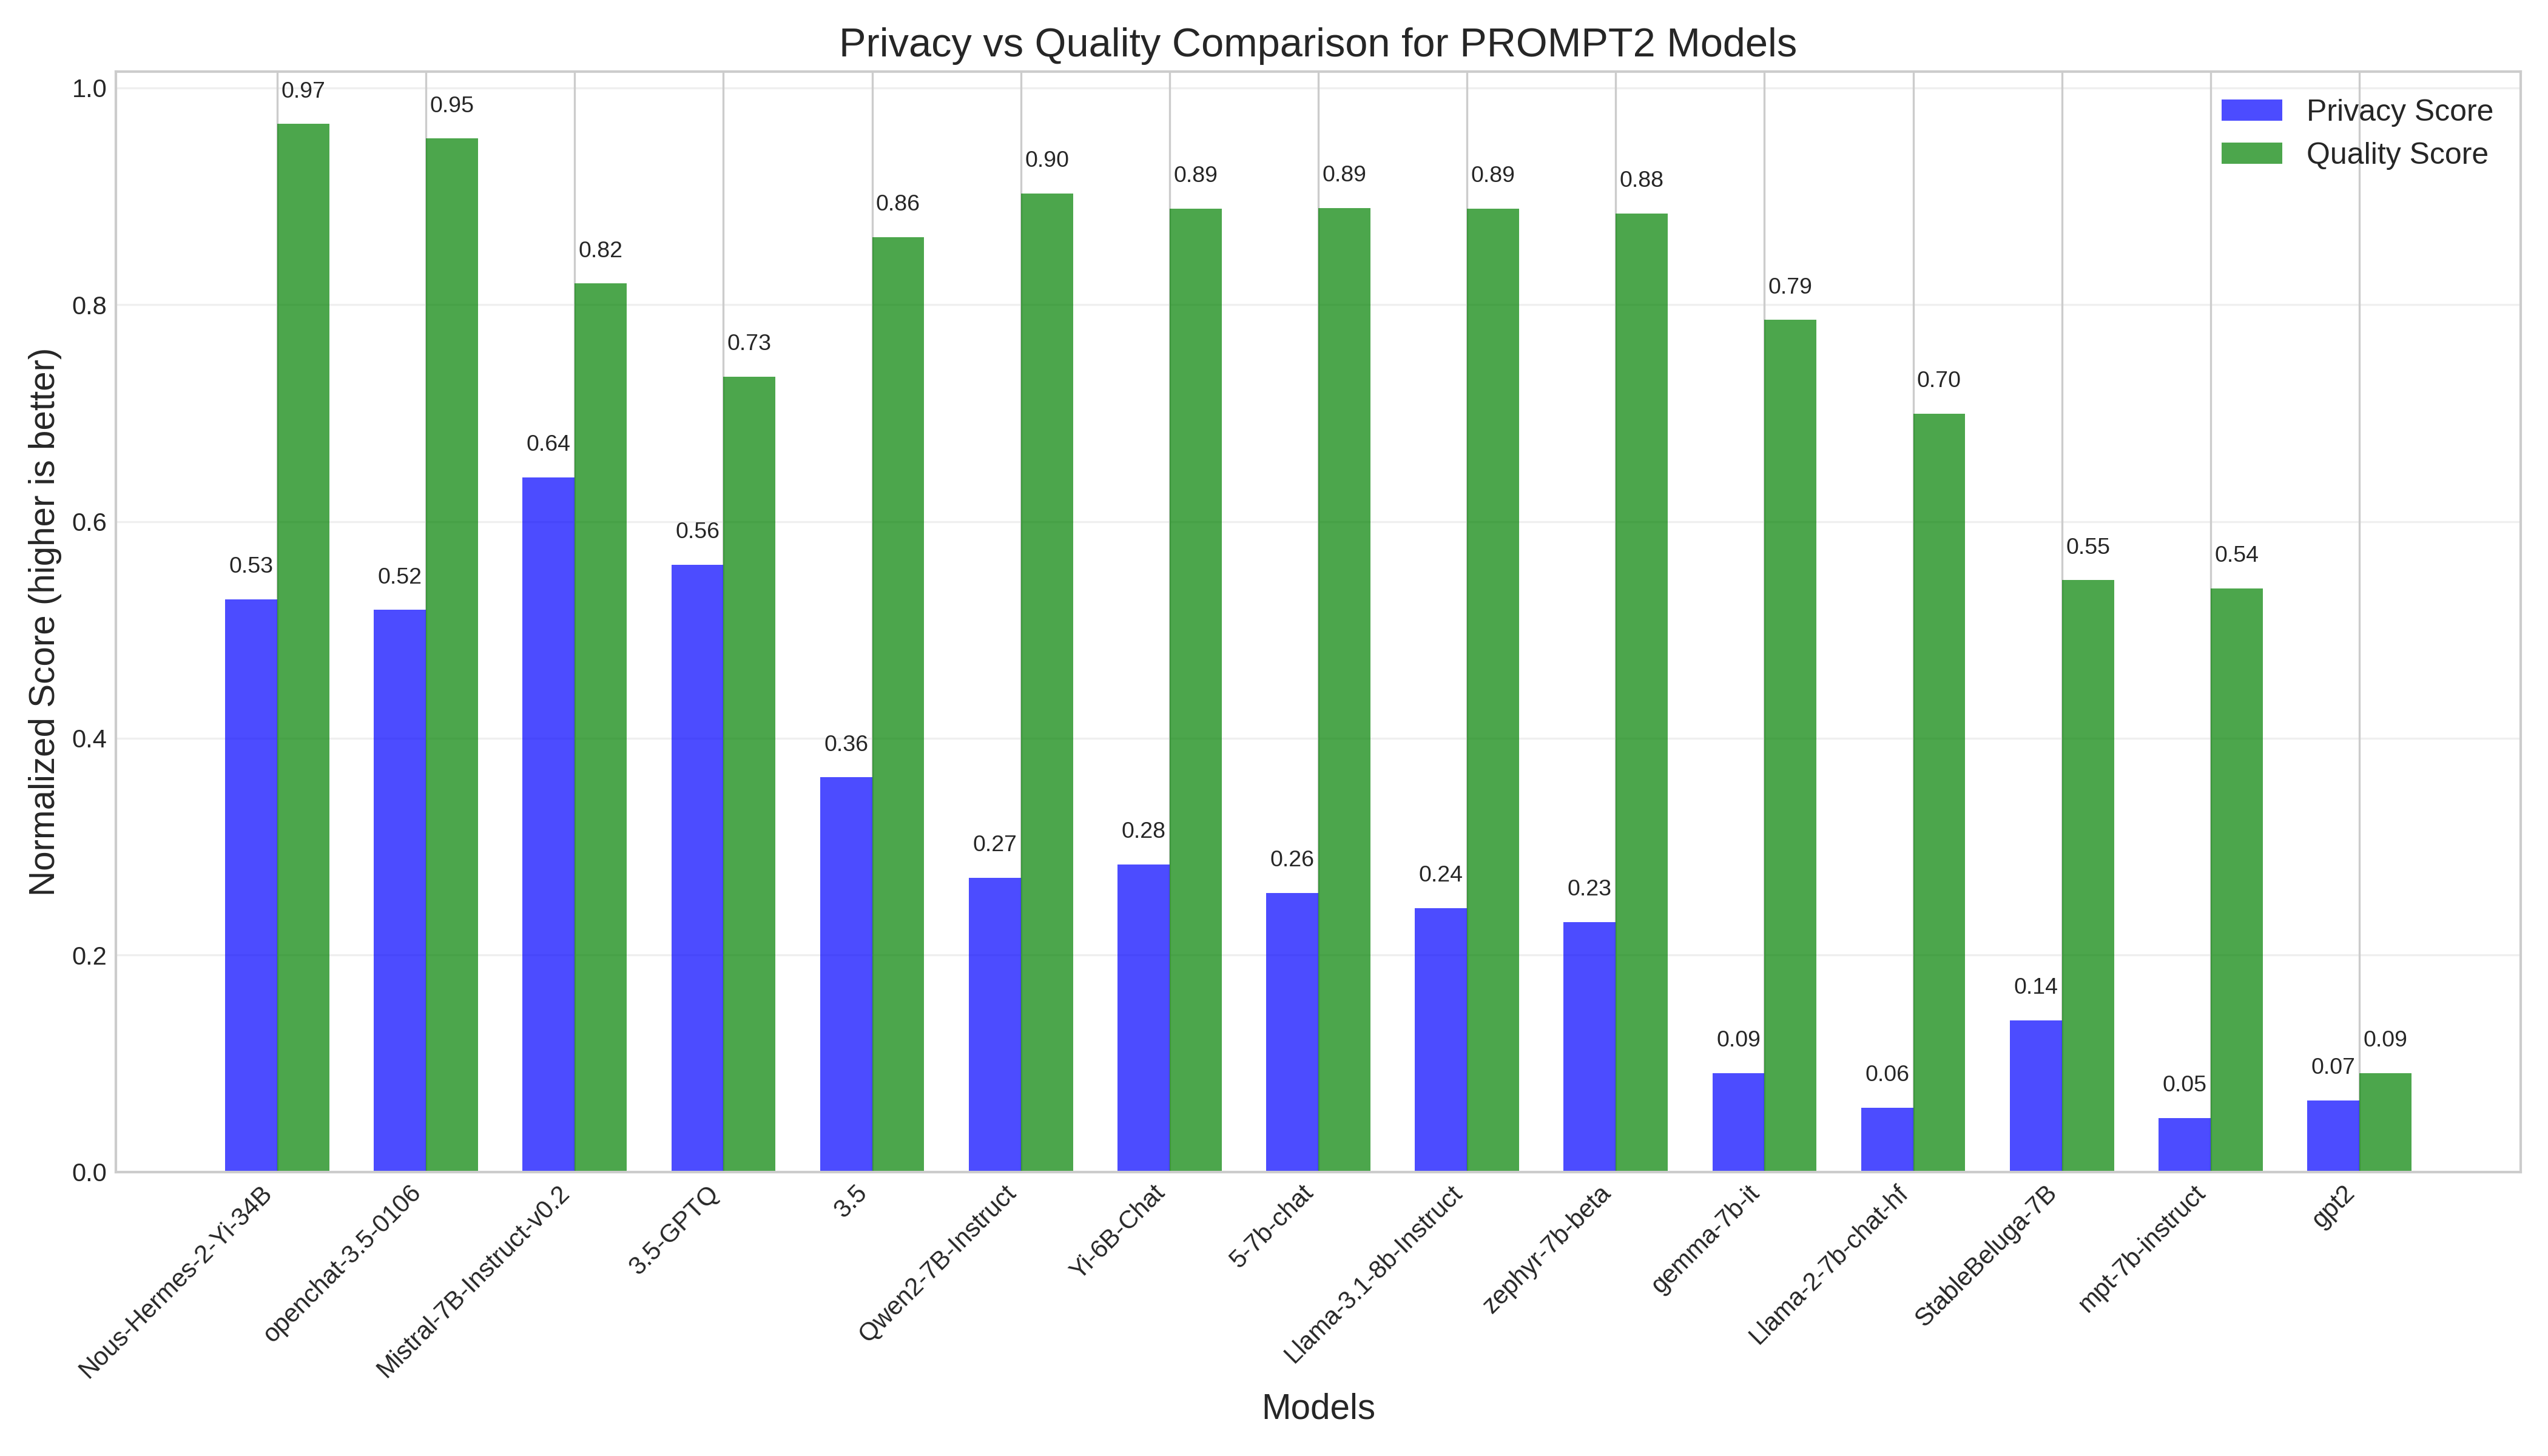 Privacy vs Quality Comparison for PROMPT2 Models
Privacy Score
Quality Score
Normalized Score (higher is better)
1.0
0.8
0.6
0.4
0.2
0.0
0.53
0.97
0.52
0.95
0.64
0.82
0.56
0.73
0.36
0.86
0.27
0.90
0.28
0.89
0.26
0.89
0.24
0.89
0.23
0.88
0.09
0.79
0.06
0.70
0.14
0.55
0.05
0.54
0.07
0.09
Nous-Hermes-2-Yi-34B
openchat-3.5-0106
Mistral-7B-Instruct-v0.2
3.5-GPTQ
3.5
Qwen2-7B-Instruct
Yi-6B-Chat
5-7b-chat
Llama-3.1-8b-Instruct
zephyr-7b-beta
gemma-7b-it
Llama-2-7b-chat-hf
StableBeluga-7B
mpt-7b-instruct
gpt2
Models